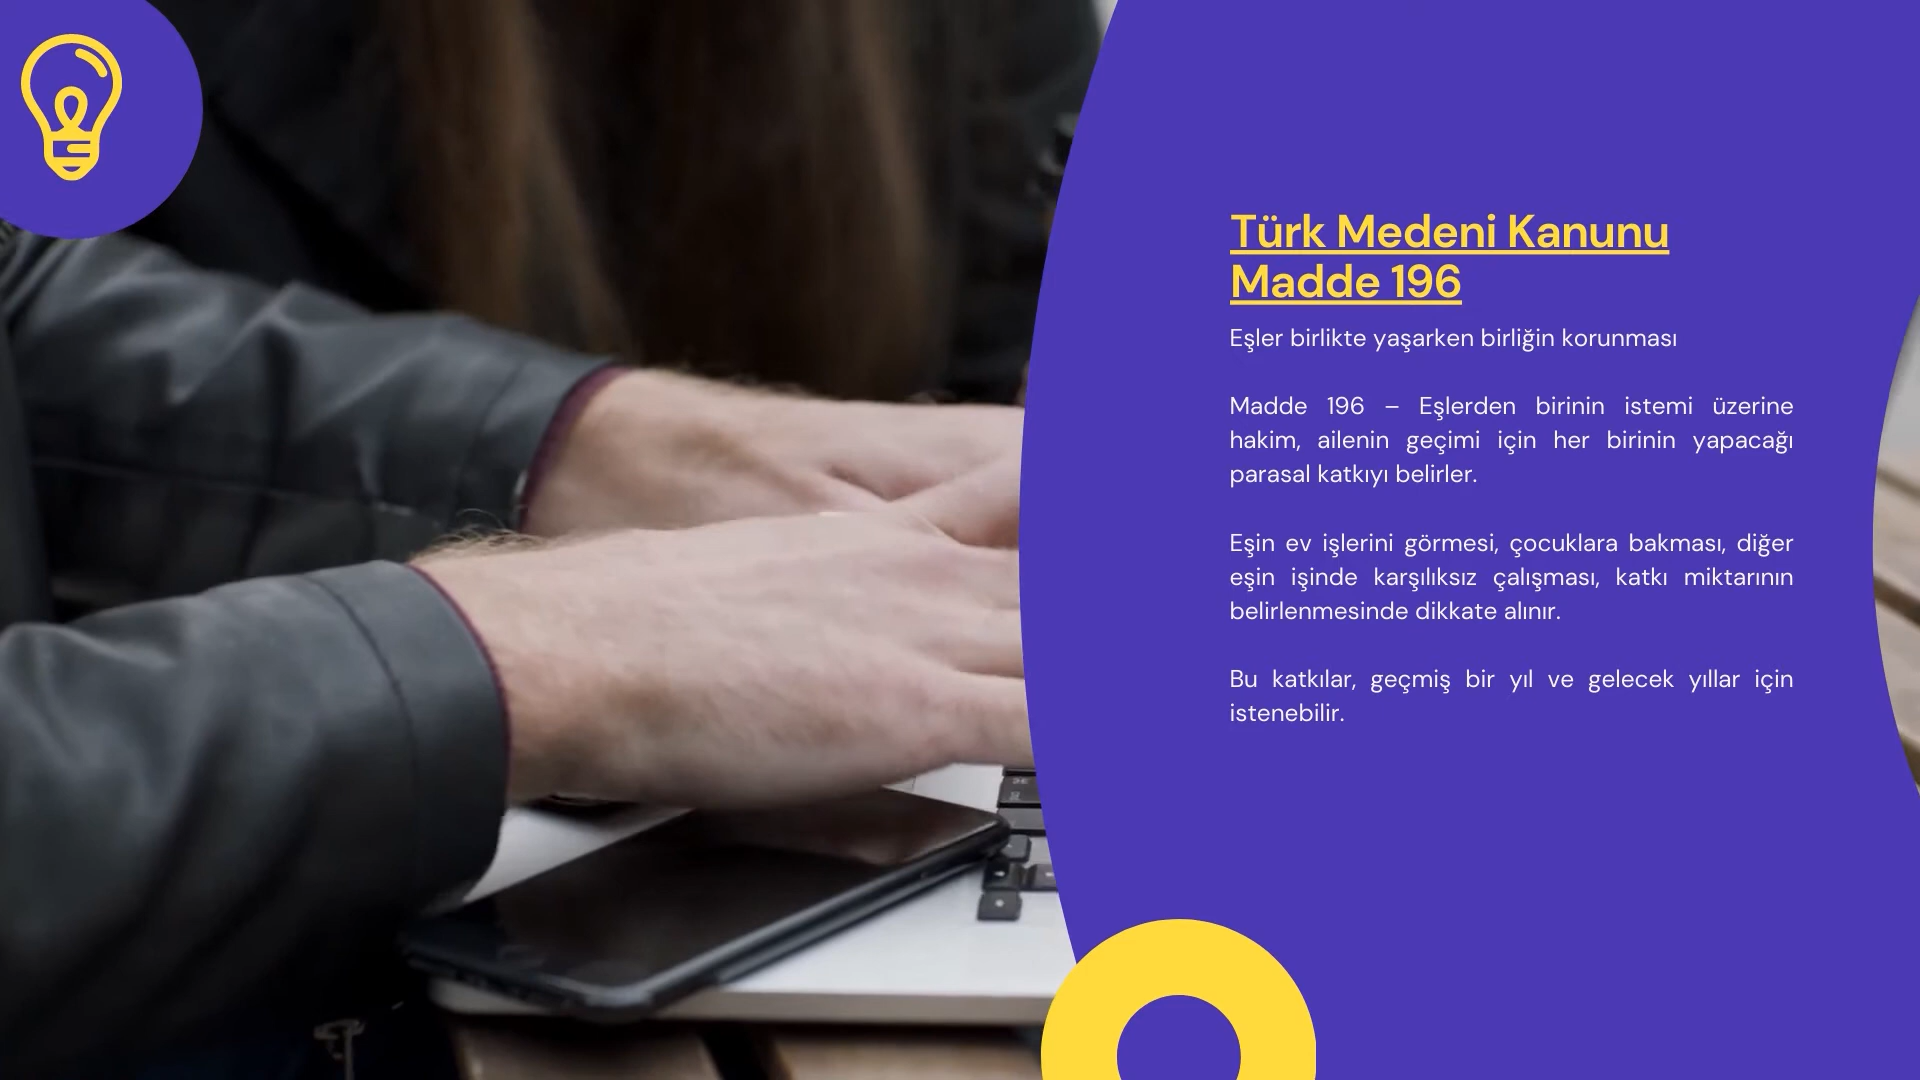 Türk Medeni Kanunu
Madde 196
Eşler birlikte yaşarken birliğin korunması
Madde 196 – Eşlerden birinin istemi üzerine
hakim, ailenin geçimi için her birinin yapacağı
parasal katkıyı belirler.
Eşin ev işlerini görmesi, çocuklara bakması, diğer
eşin işinde karşılıksız çalışması, katkı miktarının
belirlenmesinde dikkate alınır.
Bu katkılar, geçmiş bir yıl ve gelecek yıllar için
istenebilir.